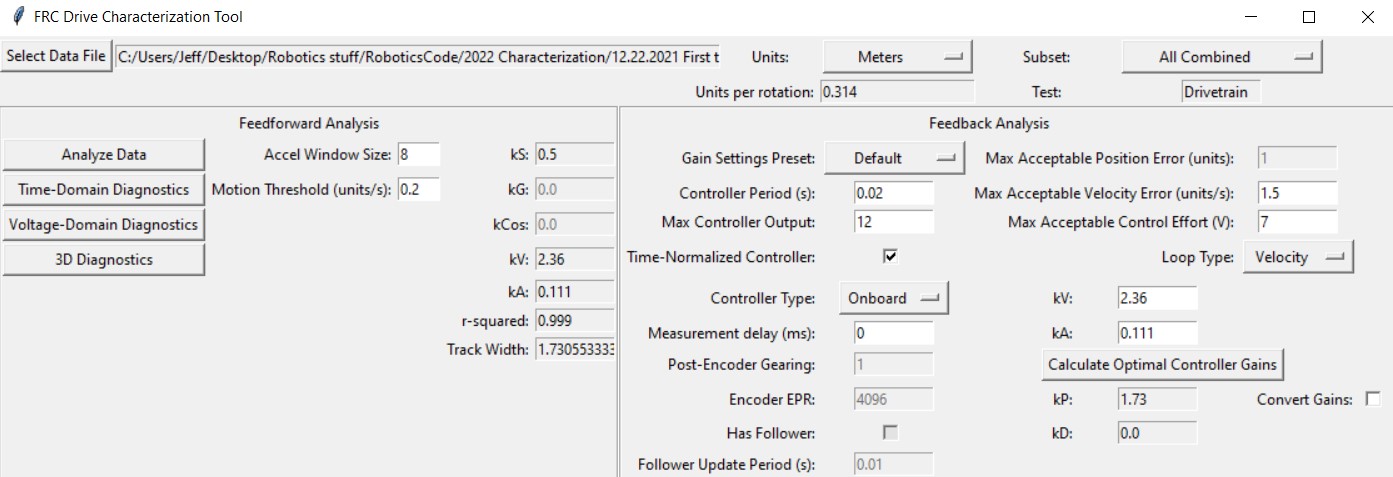 FRC Drive Characterization Tool
Select Data File C:/Users/Jeff/Desktop/Robotics stuff/RoboticsCode/2022 Characterization/12.22.2021 First t Units: Meters Subset: All Combined
Units per rotation: 0.314 Test: Drivetrain
Feedforward Analysis
Analyze Data Accel Window Size: 8 kS: 0.5
Time-Domain Diagnostics Motion Threshold (units/s): 0.2 kG: 0.0
Voltage-Domain Diagnostics kCos: 0.0
3D Diagnostics kV: 2.36
kA: 0.111
r-squared: 0.999
Track Width: 1.730553333
Feedback Analysis
Gain Settings Preset: Default Max Acceptable Position Error (units): 1
Controller Period (s): 0.02 Max Acceptable Velocity Error (units/s): 1.5
Max Controller Output: 12 Max Acceptable Control Effort (V): 7
Time-Normalized Controller: Loop Type: Velocity
Controller Type: Onboard kV: 2.36
Measurement delay (ms): 0 kA: 0.111
Post-Encoder Gearing: 1 Calculate Optimal Controller Gains
Encoder EPR: 4096 kP: 1.73 Convert Gains:
Has Follower: kD: 0.0
Follower Update Period (s): 0.01